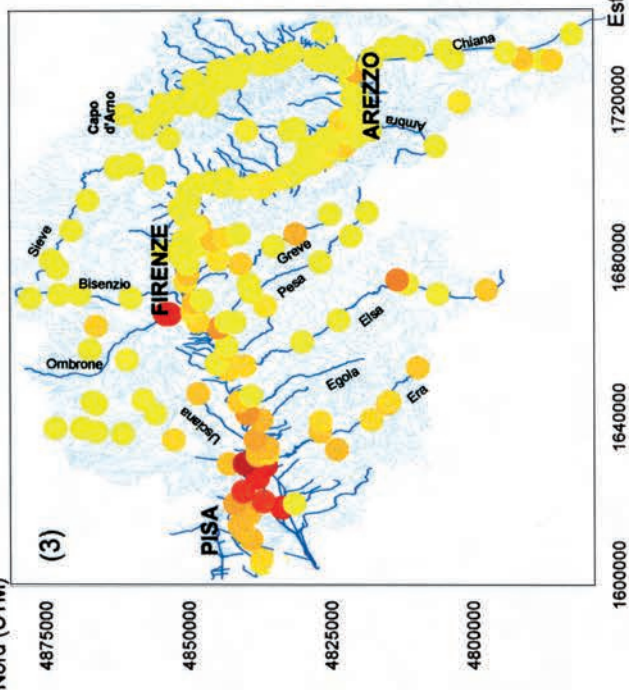 Nord (UTM)
4875000
4850000
4825000
4800000
(3)
Capo
d'Arno
Sieve
Bisenzio
Ombrone
FIRENZE
AREZZO
Chiana
Ambra
Greve
Pesa
Elsa
Egola
Era
Usciana
PISA
1600000
1640000
1680000
1720000
Est